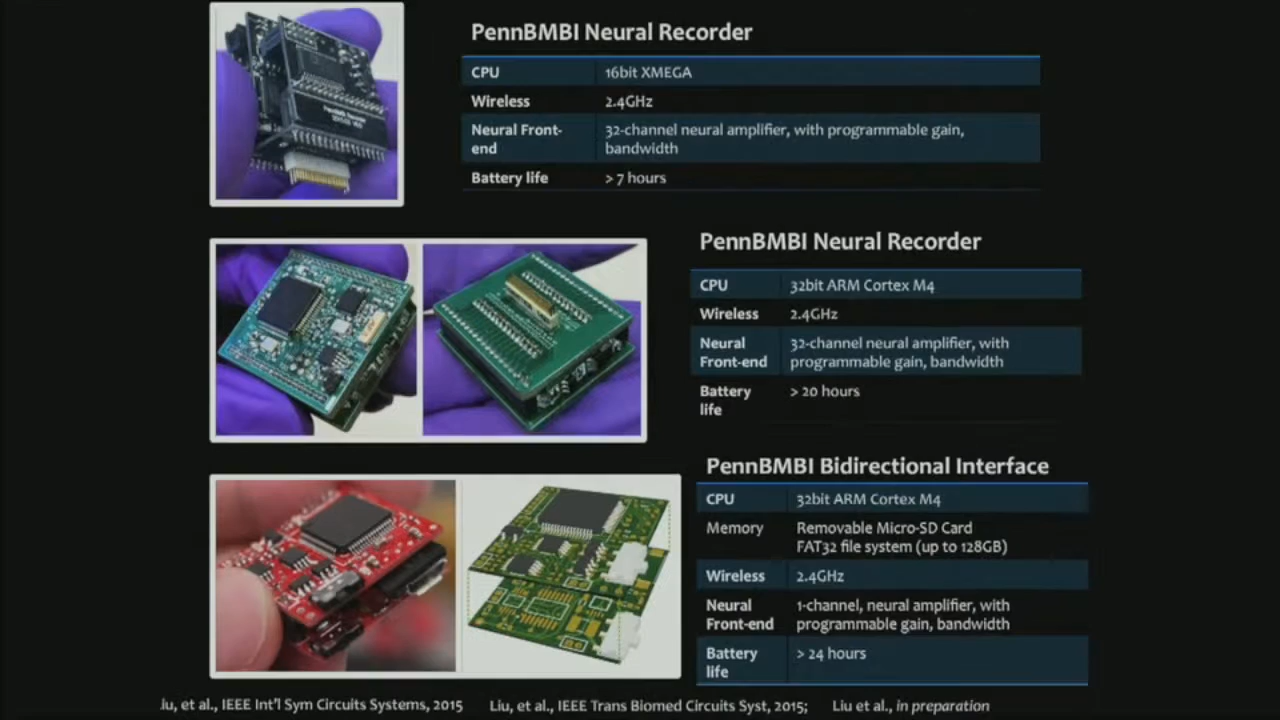 PennBMBI Neural Recorder
CPU 16bit XMEGA
Wireless 2.4GHz
Neural Front- 32-channel neural amplifier, with programmable gain,
end bandwidth
Battery life > 7 hours
PennBMBI Neural Recorder
CPU 32bit ARM Cortex M4
Wireless 2.4GHz
Neural 32-channel neural amplifier, with
Front-end programmable gain, bandwidth
Battery > 20 hours
life
PennBMBI Bidirectional Interface
CPU 32bit ARM Cortex M4
Memory Removable Micro-SD Card
FAT32 file system (up to 128GB)
Wireless 2.4GHz
Neural 1-channel, neural amplifier, with
Front-end programmable gain, bandwidth
Battery > 24 hours
life
iu, et al., IEEE Int'l Sym Circuits Systems, 2015 Liu, et al., IEEE Trans Biomed Circuits Syst, 2015; Liu et al., in preparation